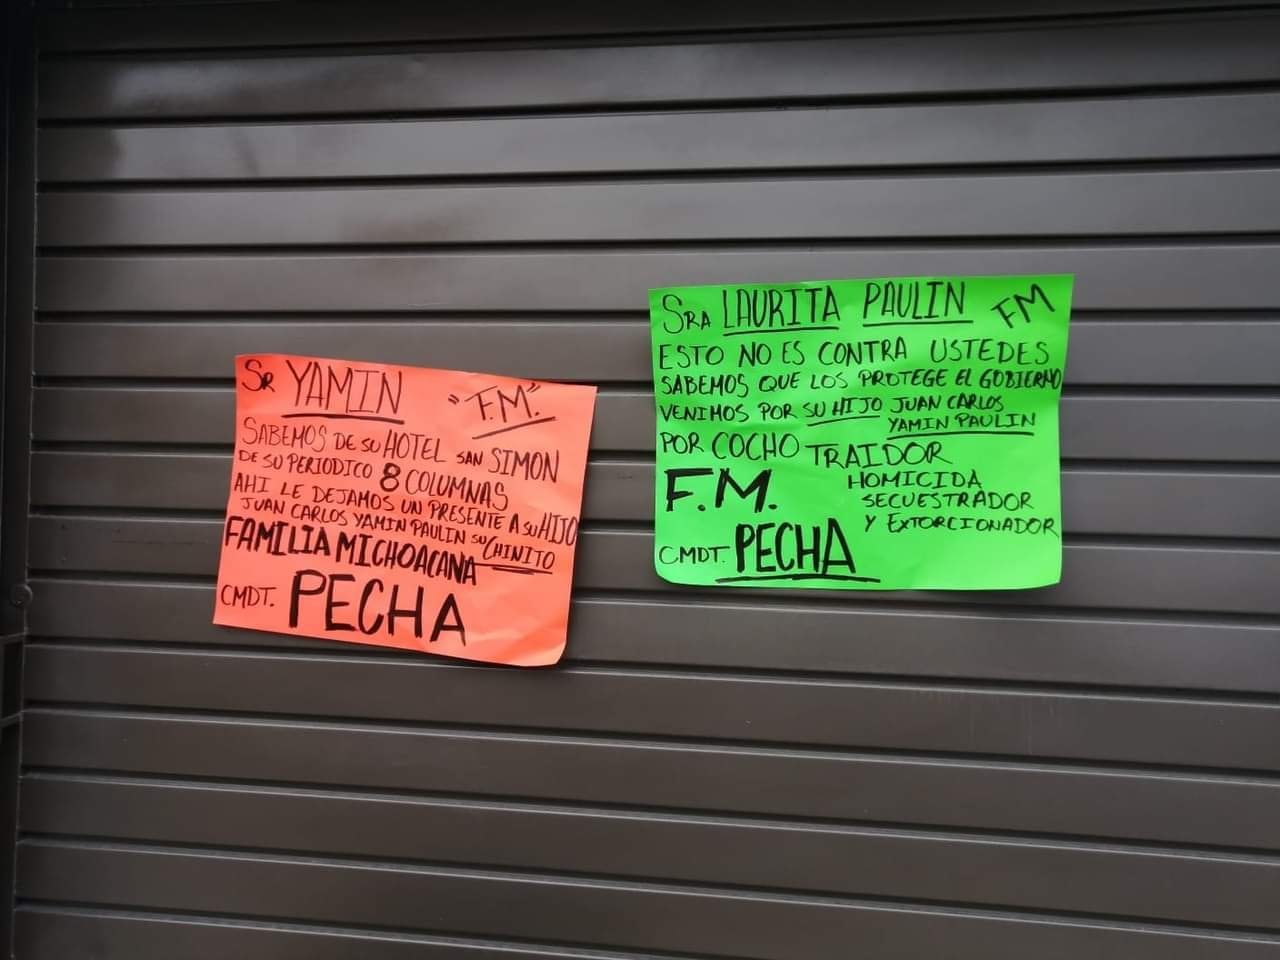 SR YAMIN "F.M."
SABEMOS DE SU HOTEL SAN SIMON
DE SU PERIODICO 8 COLUMNAS
AHI LE DEJAMOS UN PRESENTE A SU HIJO
JUAN CARLOS YAMIN PAULIN SU CHINITO
FAMILIA MICHOACANA
CMDT. PECHA
SRA LAURITA PAULIN FM
ESTO NO ES CONTRA USTEDES
SABEMOS QUE LOS PROTEGE EL GOBIERNO
VENIMOS POR SU HIJO JUAN CARLOS
YAMIN PAULIN
POR COCHO TRAIDOR
F.M. HOMICIDA
SECUESTRADOR
Y EXTORCIONADOR
CMDT. PECHA